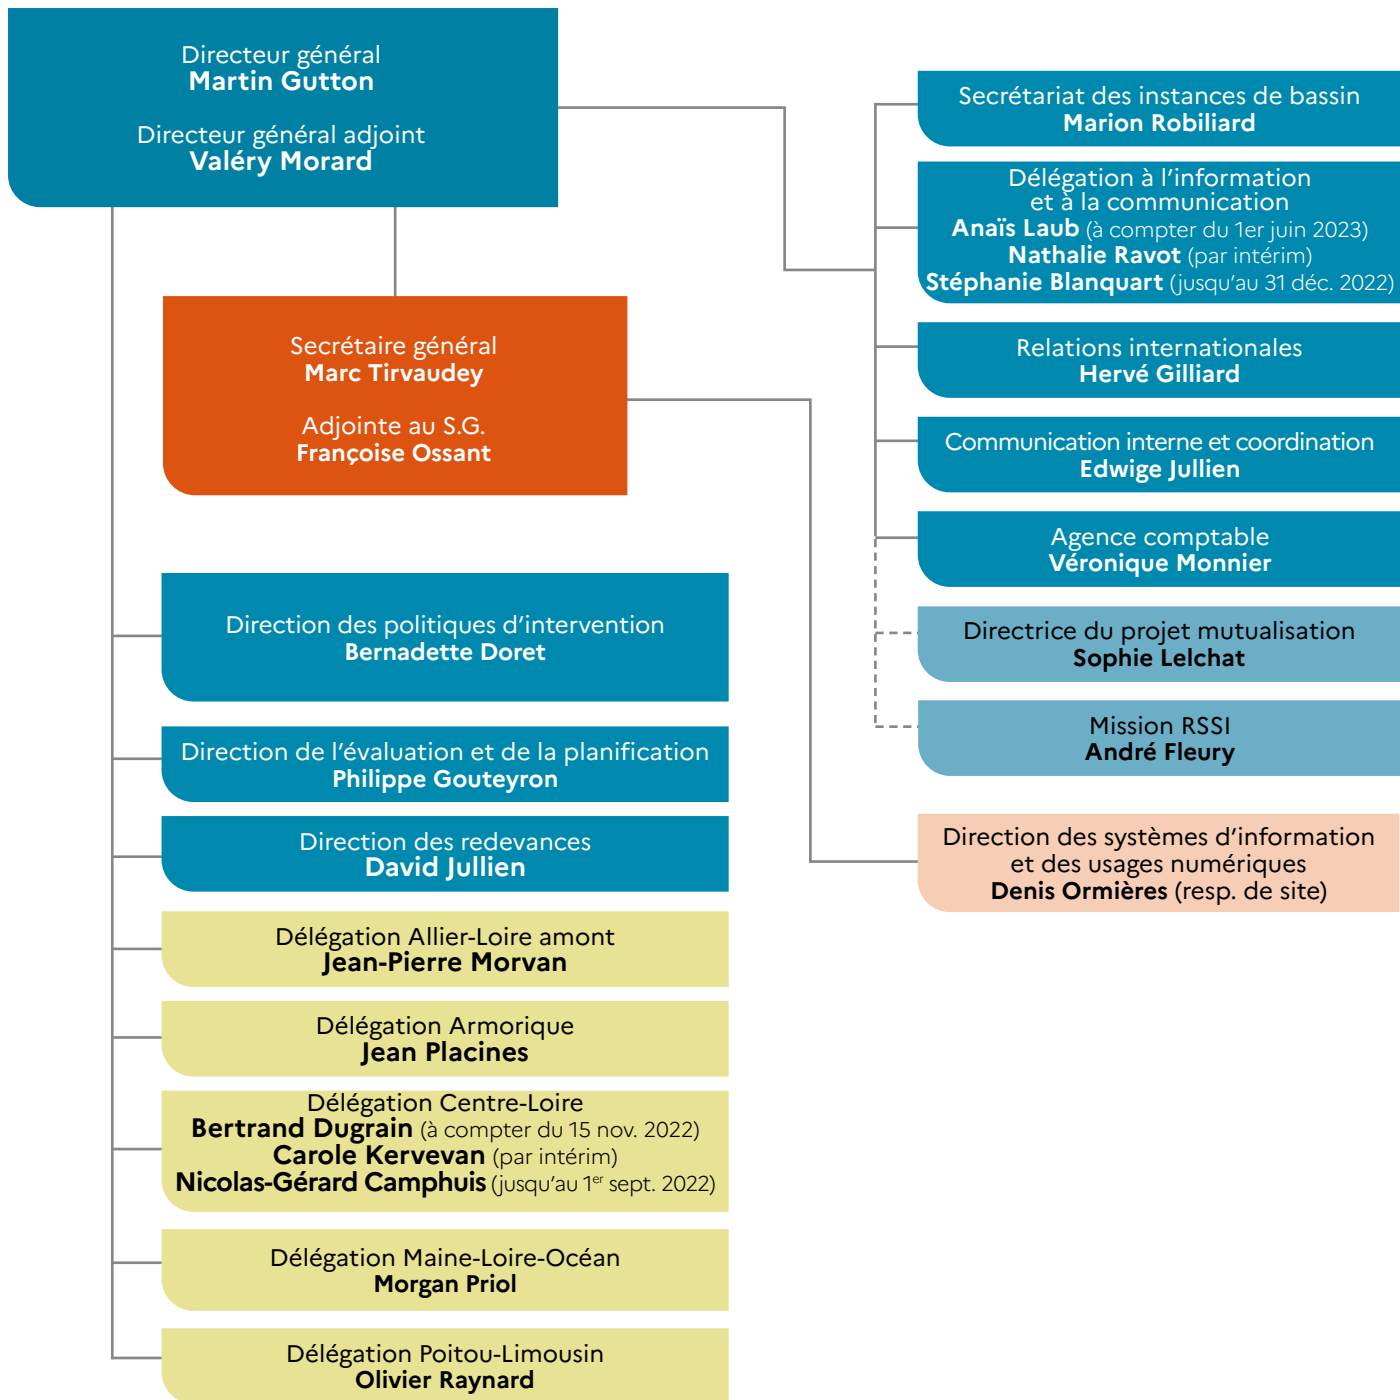 Directeur général
Martin Gutton
Directeur général adjoint
Valéry Morard
Secrétaire général
Marc Tirvaudey
Adjointe au S.G.
Françoise Ossant
Direction des politiques d’intervention
Bernadette Doret
Direction de l’évaluation et de la planification
Philippe Gouteyron
Direction des redevances
David Jullien
Délégation Allier-Loire amont
Jean-Pierre Morvan
Délégation Armorique
Jean Placines
Délégation Centre-Loire
Bertrand Dugrain (à compter du 15 nov. 2022)
Carole Kervevan (par intérim)
Nicolas-Gérard Camphuis (jusqu’au 1er sept. 2022)
Délégation Maine-Loire-Océan
Morgan Priol
Délégation Poitou-Limousin
Olivier Raynard
Secrétariat des instances de bassin
Marion Robiliard
Délégation à l’information
et à la communication
Anaïs Laub (à compter du 1er juin 2023)
Nathalie Ravot (par intérim)
Stéphanie Blanquart (jusqu’au 31 déc. 2022)
Relations internationales
Hervé Gilliard
Communication interne et coordination
Edwige Jullien
Agence comptable
Véronique Monnier
Directrice du projet mutualisation
Sophie Lelchat
Mission RSSI
André Fleury
Direction des systèmes d’information
et des usages numériques
Denis Ormières (resp. de site)